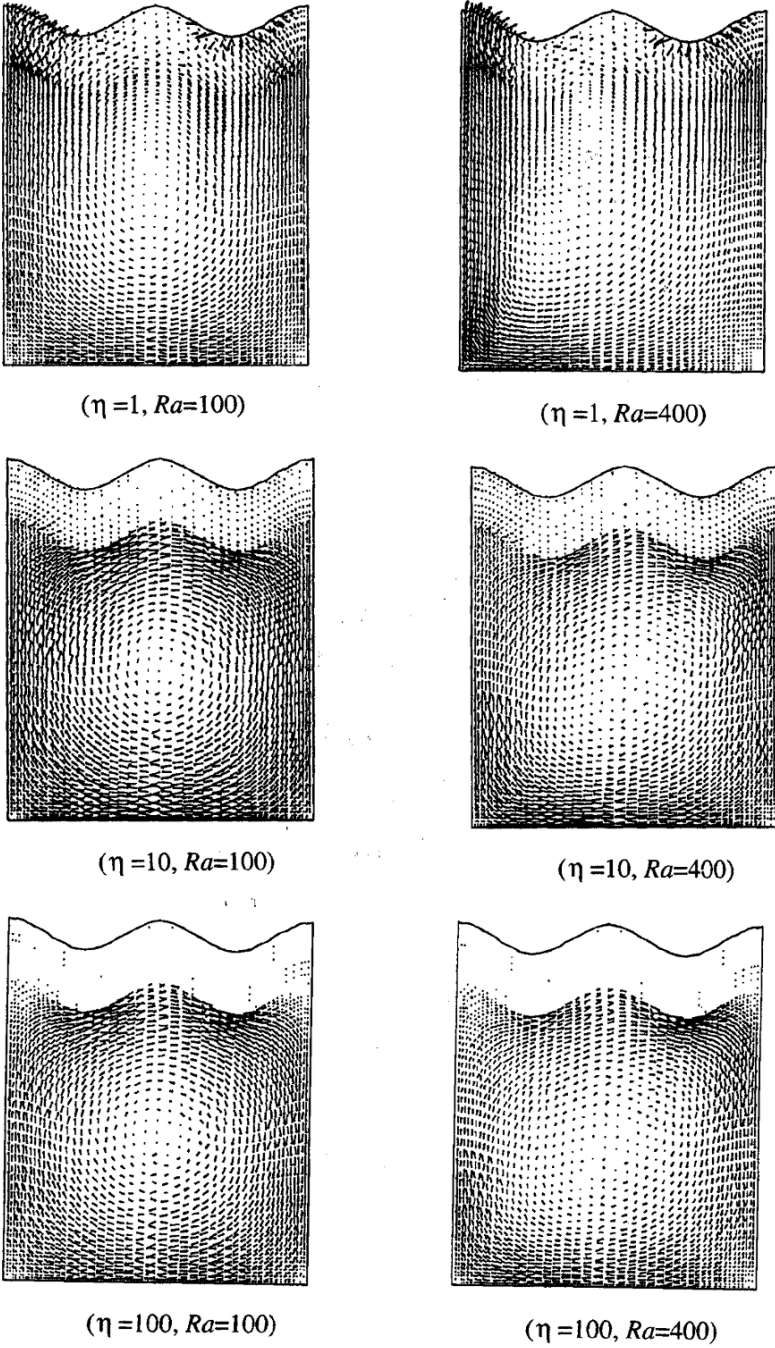 (η =1, Ra=100)
(η =1, Ra=400)
(η =10, Ra=100)
(η =10, Ra=400)
(η =100, Ra=100)
(η =100, Ra=400)